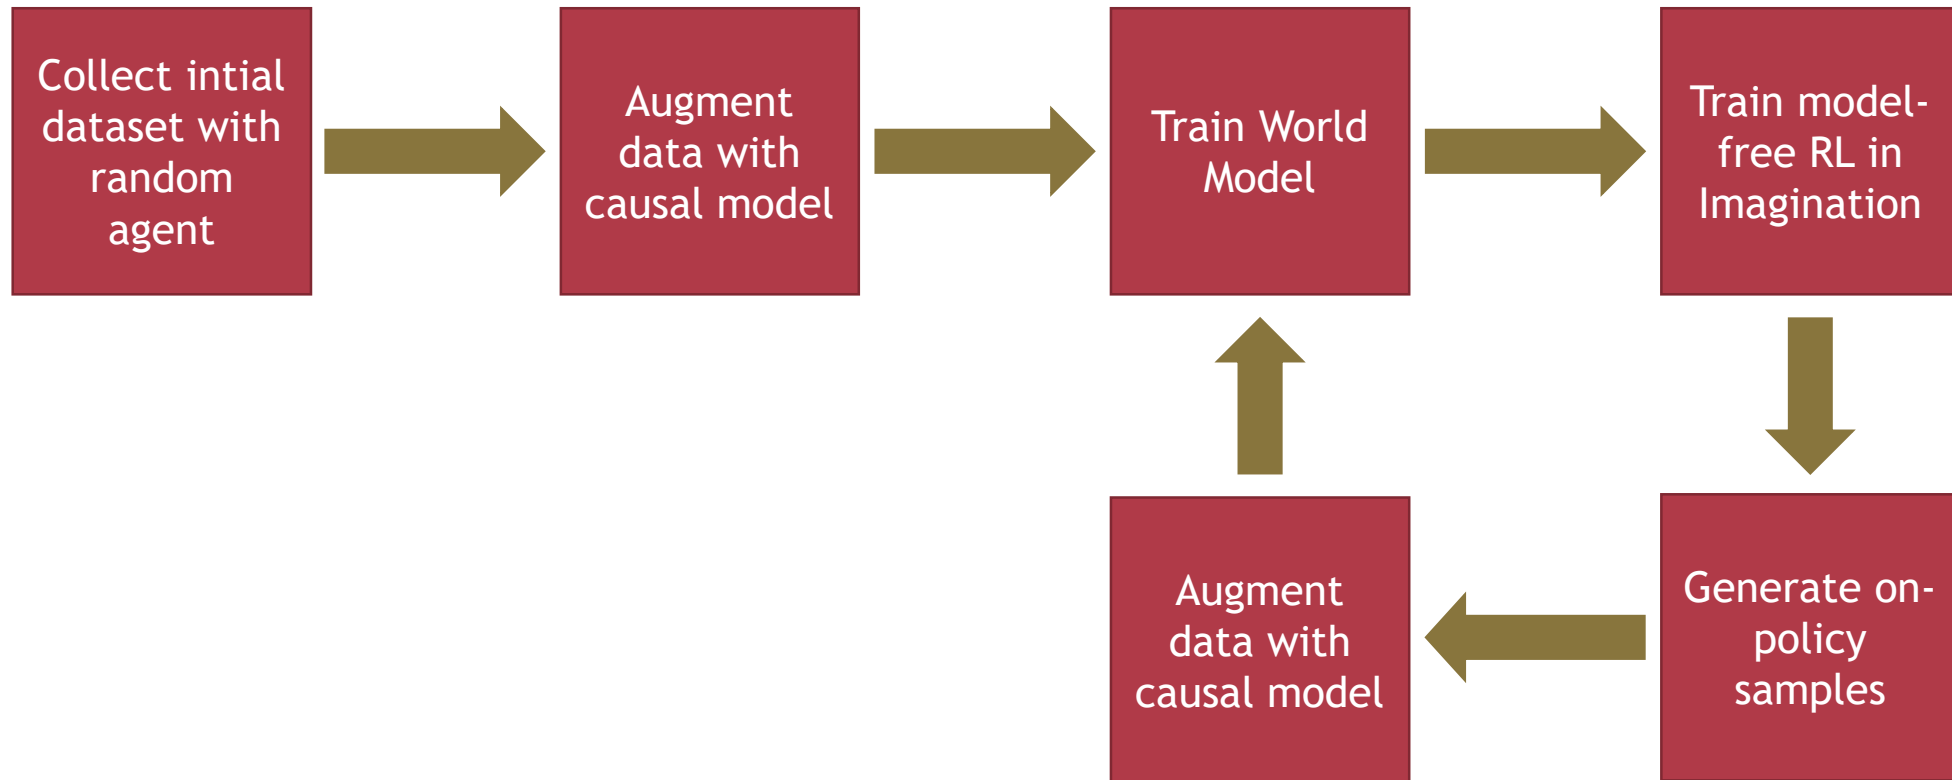 Collect intial
dataset with
random
agent
Augment
data with
causal model
Train World
Model
Train model-
free RL in
Imagination
Augment
data with
causal model
Generate on-
policy
samples